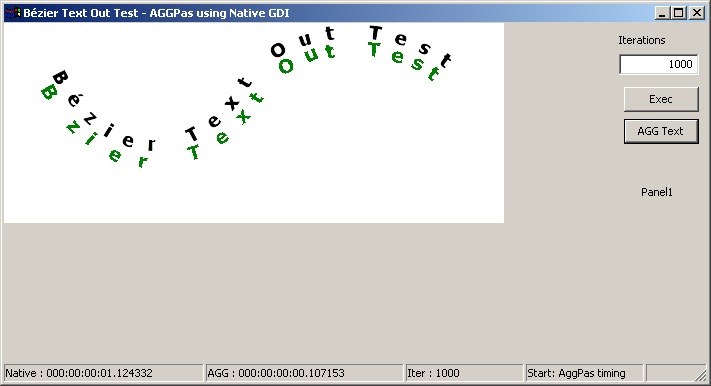 Bézier Text Out Test - AGGPas using Native GDI
Bézier Text Out Test
Bzier Text Out Test
Iterations
1000
Exec
AGG Text
Panel1
Native : 000:00:00:01.124332
AGG : 000:00:00:00.107153
Iter : 1000
Start: AggPas timing